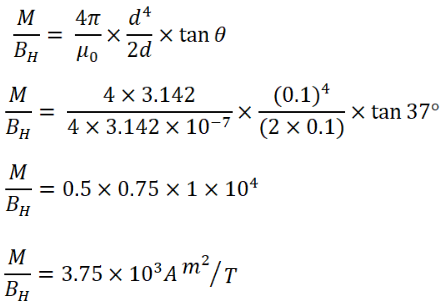 M/B_H = 4π/μ₀ × d⁴/2d × tan θ
M/B_H = 4 × 3.142/4 × 3.142 × 10⁻⁷ × (0.1)⁴/(2 × 0.1) × tan 37°
M/B_H = 0.5 × 0.75 × 1 × 10⁴
M/B_H = 3.75 × 10³ A m²/T